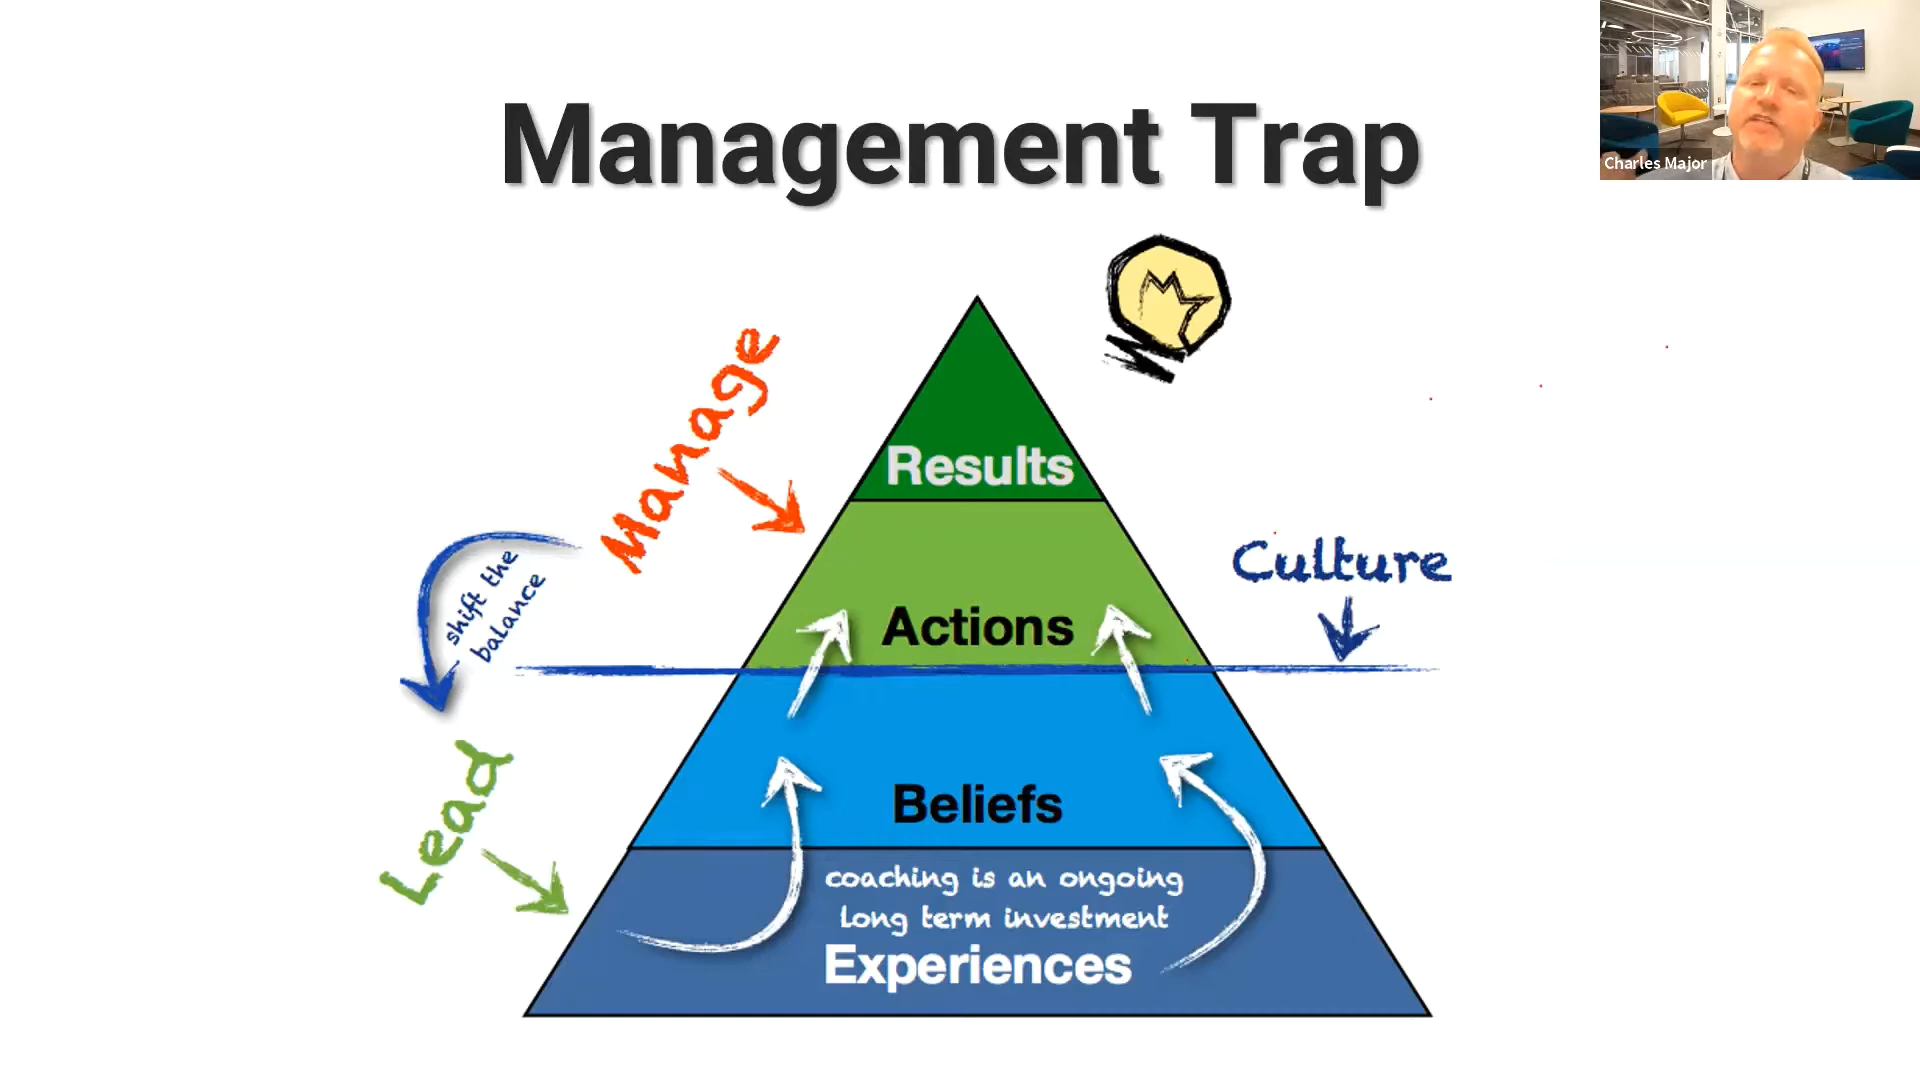 Management Trap
Charles Major
Manage
Results
shift the
balance
Culture
Actions
Lead
Beliefs
coaching is an ongoing
long term investment
Experiences